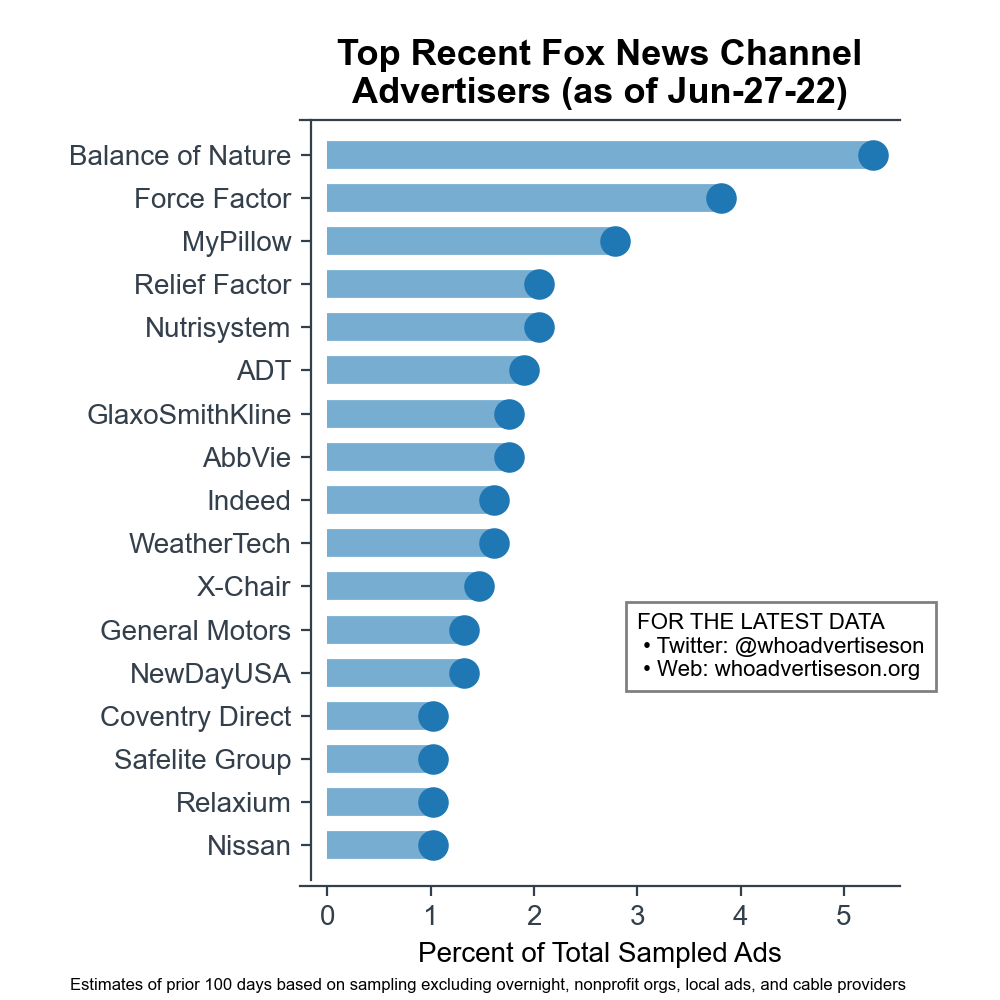 Top Recent Fox News Channel
Advertisers (as of Jun-27-22)
Balance of Nature
Force Factor
MyPillow
Relief Factor
Nutrisystem
ADT
GlaxoSmithKline
AbbVie
Indeed
WeatherTech
X-Chair
General Motors
NewDayUSA
Coventry Direct
Safelite Group
Relaxium
Nissan
FOR THE LATEST DATA
• Twitter: @whoadvertiseson
• Web: whoadvertiseson.org
0 1 2 3 4 5
Percent of Total Sampled Ads
Estimates of prior 100 days based on sampling excluding overnight, nonprofit orgs, local ads, and cable providers